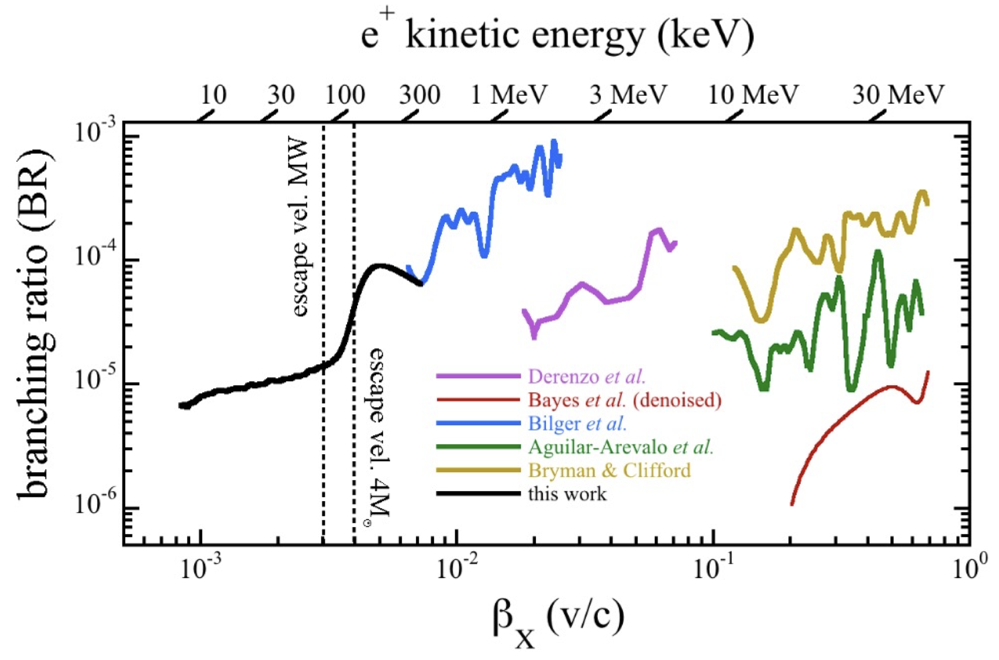 e⁺ kinetic energy (keV)
10 30 100 300 1 MeV 3 MeV 10 MeV 30 MeV
branching ratio (BR)
10⁻³
10⁻⁴
10⁻⁵
10⁻⁶
escape vel. MW
escape vel. 4M☉
Derenzo et al.
Bayes et al. (denoised)
Bilger et al.
Aguilar-Arevalo et al.
Bryman & Clifford
this work
10⁻³ 10⁻² 10⁻¹ 10⁰
βₓ (v/c)